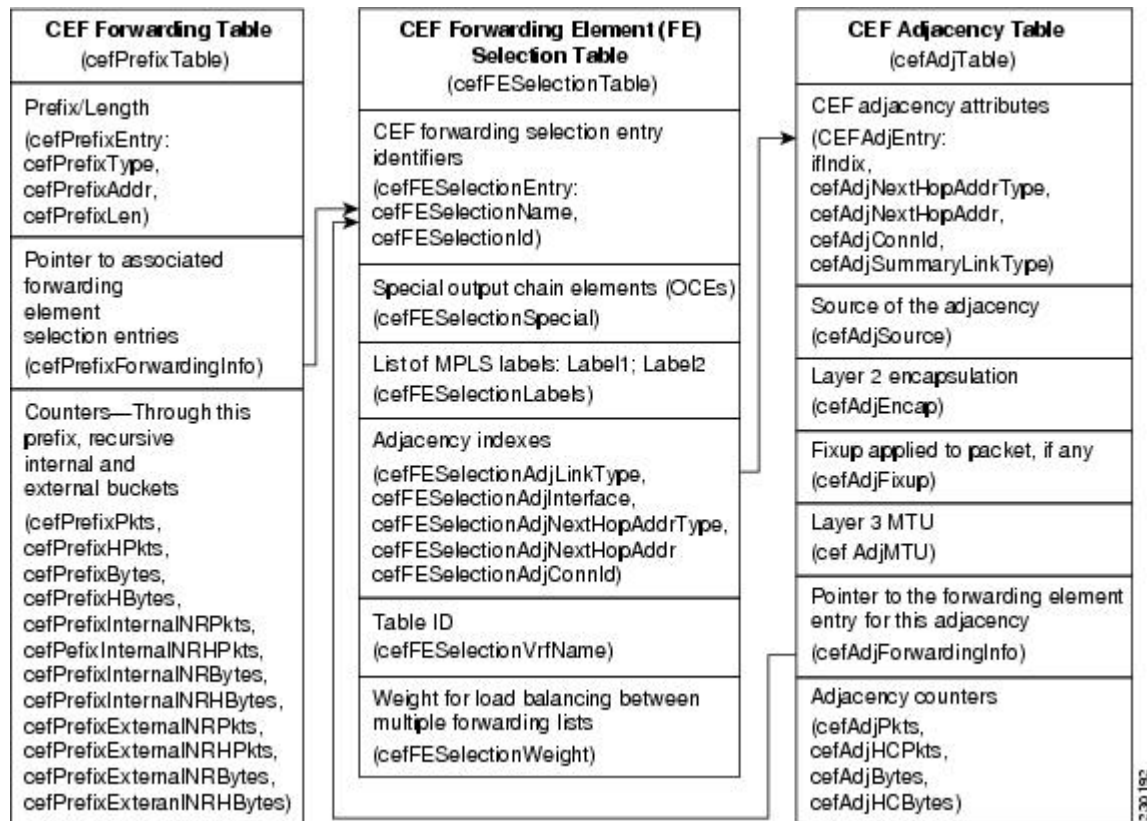 CEF Forwarding Table
(cefPrefixTable)
Prefix/Length
(cefPrefixEntry:
cefPrefixType,
cefPrefixAddr,
cefPrefixLen)
Pointer to associated
forwarding
element
selection entries
(cefPrefixForwardingInfo)
Counters—Through this
prefix, recursive
internal and
external buckets
(cefPrefixPkts,
cefPrefixHPkts,
cefPrefixBytes,
cefPrefixHBytes,
cefPrefixInternalNRPkts,
cefPefixInternalNRHPkts,
cefPrefixInternalNRBytes,
cefPrefixInternalNRHBytes,
cefPrefixExternalNRPkts,
cefPrefixExternalNRHPkts,
cefPrefixExternalNRBytes,
cefPrefixExteranlNRHBytes)
CEF Forwarding Element (FE)
Selection Table
(cefFESelectionTable)
CEF forwarding selection entry
identifiers
(cefFESelectionEntry:
cefFESelectionName,
cefFESelectionId)
Special output chain elements (OCEs)
(cefFESelectionSpecial)
List of MPLS labels: Label1; Label2
(cefFESelectionLabels)
Adjacency indexes
(cefFESelectionAdjLinkType,
cefFESelectionAdjInterface,
cefFESelectionAdjNextHopAddrType,
cefFESelectionAdjNextHopAddr
cefFESelectionAdjConnId)
Table ID
(cefFESelectionVrfName)
Weight for load balancing between
multiple forwarding lists
(cefFESelectionWeight)
CEF Adjacency Table
(cefAdjTable)
CEF adjacency attributes
(CEFAdjEntry:
ifIndix,
cefAdjNextHopAddrType,
cefAdjNextHopAddr,
cefAdjConnId,
cefAdjSummaryLinkType)
Source of the adjacency
(cefAdjSource)
Layer 2 encapsulation
(cefAdjEncap)
Fixup applied to packet, if any
(cefAdjFixup)
Layer 3 MTU
(cef AdjMTU)
Pointer to the forwarding element
entry for this adjacency
(cefAdjForwardingInfo)
Adjacency counters
(cefAdjPkts,
cefAdjHCPkts,
cefAdjBytes,
cefAdjHCBytes)